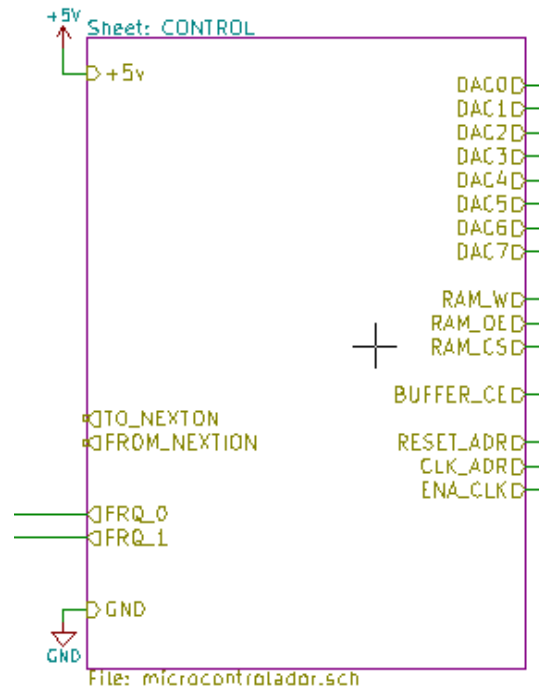 +5V
Sheet: CONTROL
+5v
DAC0
DAC1
DAC2
DAC3
DAC4
DAC5
DAC6
DAC7
RAM_W
RAM_OE
RAM_CS
BUFFER_CE
TO_NEXTON
FROM_NEXTION
RESET_ADR
CLK_ADR
ENA_CLK
FRQ_0
FRQ_1
GND
GND
File: microcontrolador.sch